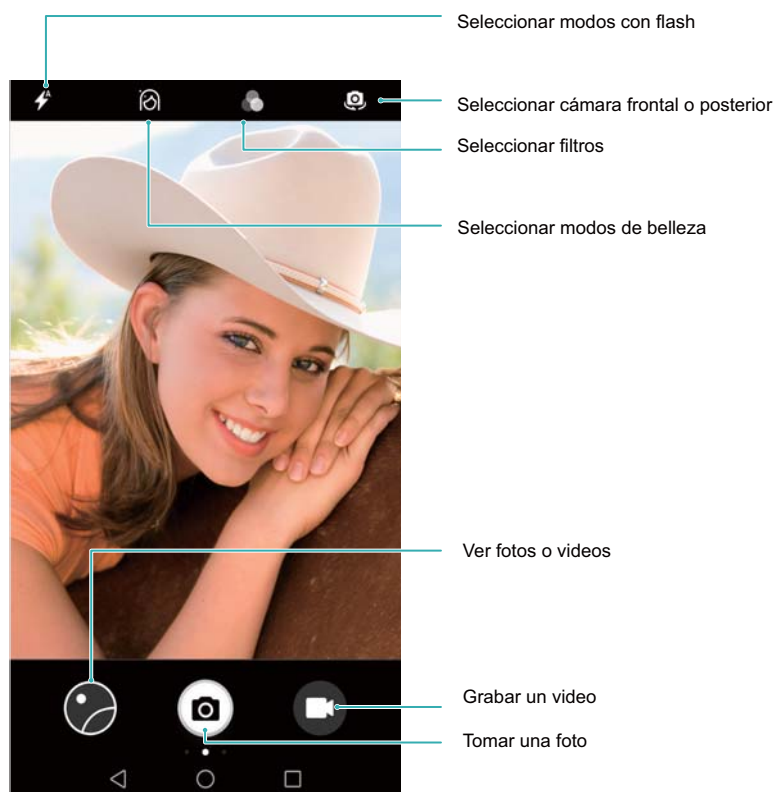 Seleccionar modos con flash
A
Seleccionar cámara frontal o posterior
Seleccionar filtros
Seleccionar modos de belleza
Ver fotos o videos
Grabar un video
Tomar una foto